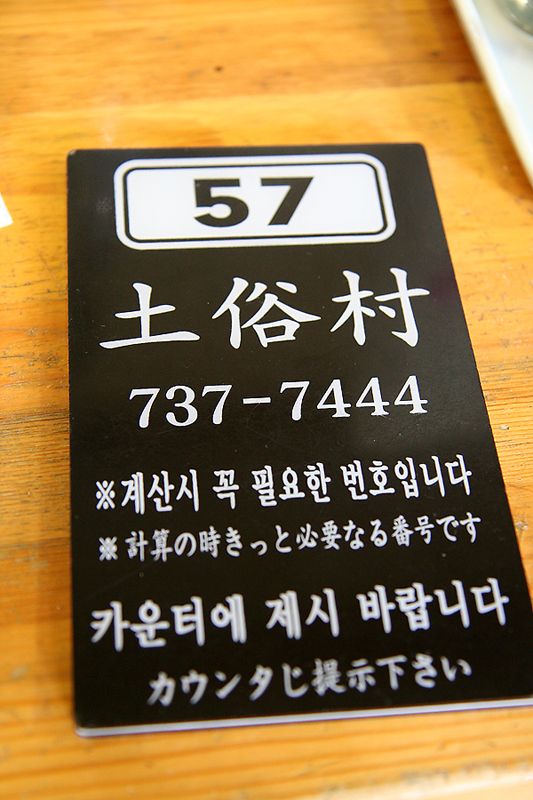 57
土俗村
737-7444
※계산시 꼭 필요한 번호입니다
※計算の時きっと必要なる番号です
카운터에 제시 바랍니다
カウンタじ提示下さい